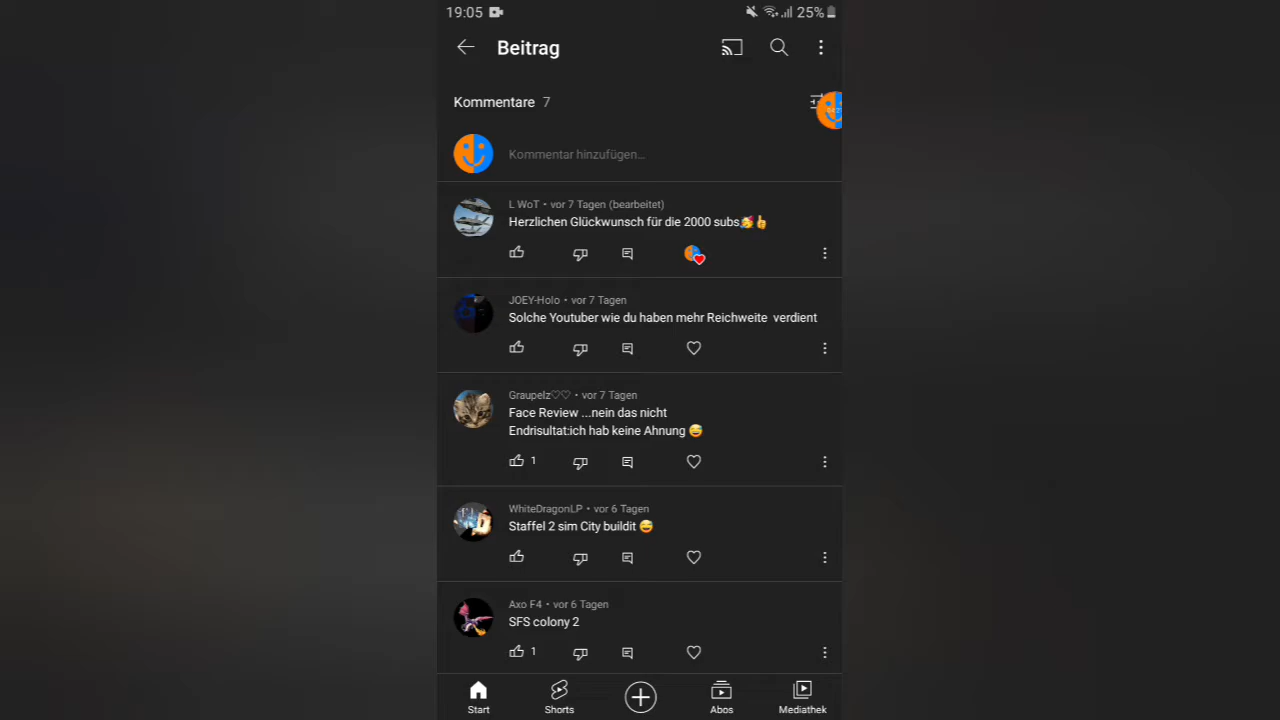 19:05
25%
Beitrag
Kommentare 7
Kommentar hinzufügen...
L WoT • vor 7 Tagen (bearbeitet)
Herzlichen Glückwunsch für die 2000 subs🥳👆
JOEY-Holo • vor 7 Tagen
Solche Youtuber wie du haben mehr Reichweite verdient
Graupelz♡♡ • vor 7 Tagen
Face Review ...nein das nicht
Endrisultat:ich hab keine Ahnung 😅
1
WhiteDragonLP • vor 6 Tagen
Staffel 2 sim City buildit 😅
Axo F4 • vor 6 Tagen
SFS colony 2
1
Start Shorts Abos Mediathek